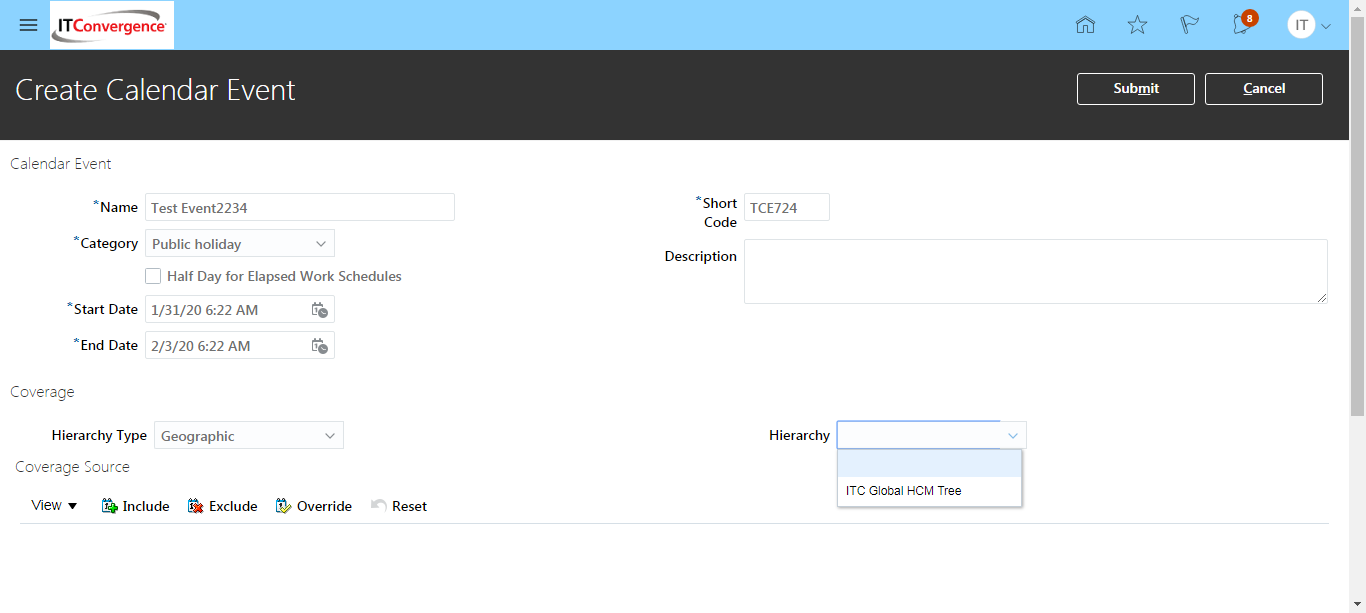 ITConvergence
8
IT
Create Calendar Event
Submit
Cancel
Calendar Event
*Name Test Event2234
*Short Code TCE724
*Category Public holiday
Description
Half Day for Elapsed Work Schedules
*Start Date 1/31/20 6:22 AM
*End Date 2/3/20 6:22 AM
Coverage
Hierarchy Type Geographic
Hierarchy
ITC Global HCM Tree
Coverage Source
View Include Exclude Override Reset